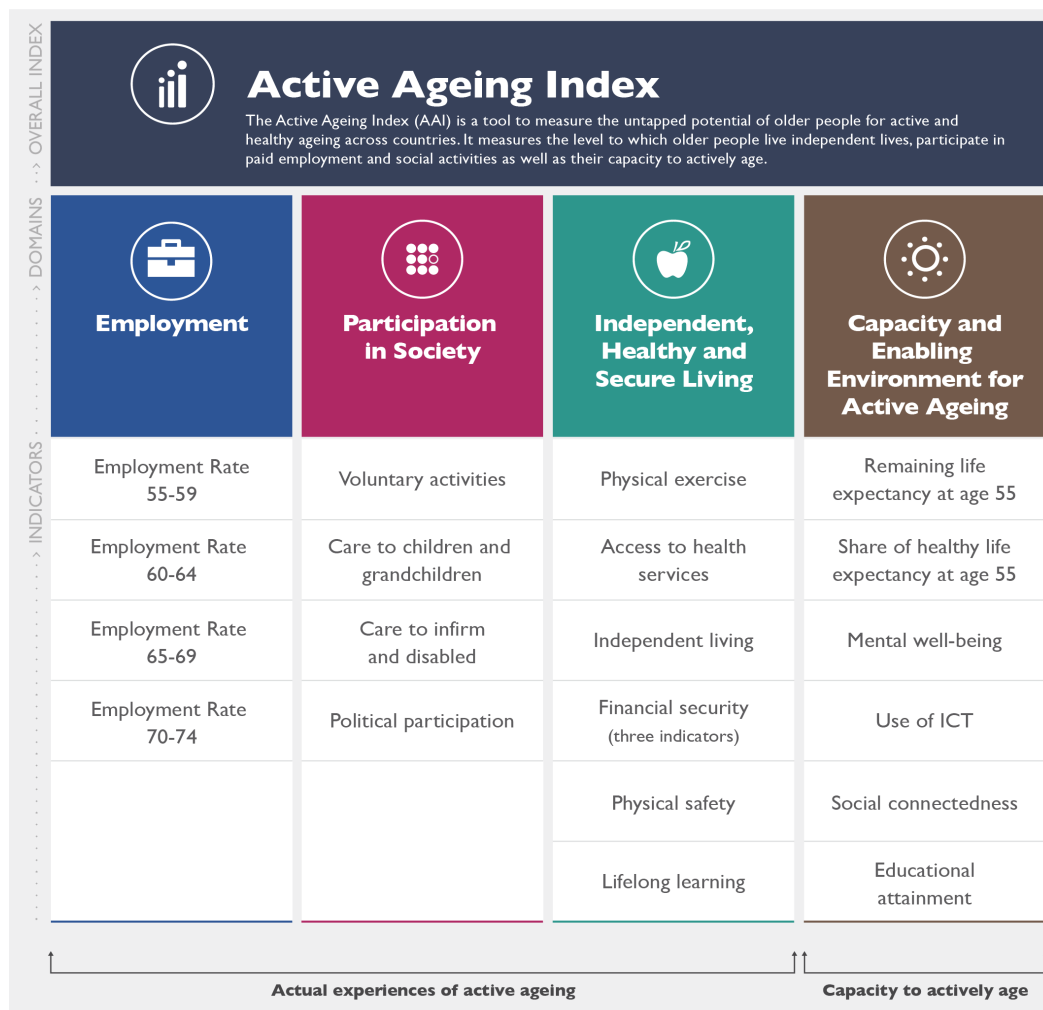 Active Ageing Index
The Active Ageing Index (AAI) is a tool to measure the untapped potential of older people for active and
healthy ageing across countries. It measures the level to which older people live independent lives, participate in
paid employment and social activities as well as their capacity to actively age.
OVERALL INDEX
DOMAINS
INDICATORS
Employment
Participation
in Society
Independent,
Healthy and
Secure Living
Capacity and
Enabling
Environment for
Active Ageing
Employment Rate
55-59
Voluntary activities
Physical exercise
Remaining life
expectancy at age 55
Employment Rate
60-64
Care to children and
grandchildren
Access to health
services
Share of healthy life
expectancy at age 55
Employment Rate
65-69
Care to infirm
and disabled
Independent living
Mental well-being
Employment Rate
70-74
Political participation
Financial security
(three indicators)
Use of ICT
Physical safety
Social connectedness
Lifelong learning
Educational
attainment
Actual experiences of active ageing
Capacity to actively age